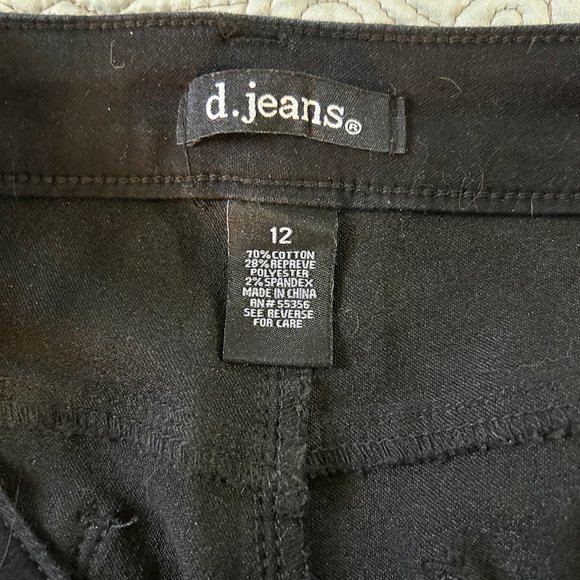 d.jeans®
12
70% COTTON
28% REPREVE
POLYESTER
2% SPANDEX
MADE IN CHINA
RN# 55356
SEE REVERSE
FOR CARE